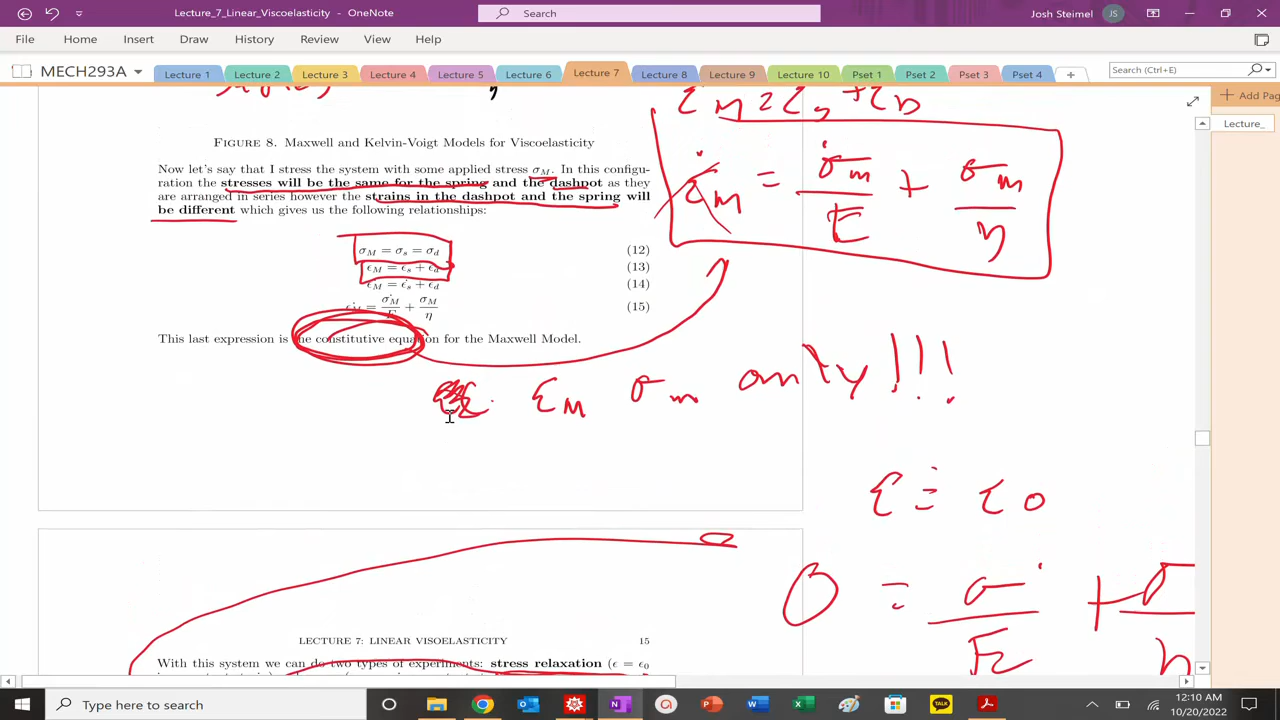 Lecture_7_Linear_Viscoelasticity - OneNote
Search
Josh Steimel
JS
File Home Insert Draw History Review View Help
MECH293A
Lecture 1 Lecture 2 Lecture 3 Lecture 4 Lecture 5 Lecture 6 Lecture 7 Lecture 8 Lecture 9 Lecture 10 Pset 1 Pset 2 Pset 3 Pset 4
Search (Ctrl+E)
Add Pag
Lecture_
FIGURE 8. Maxwell and Kelvin-Voigt Models for Viscoelasticity
Now let's say that I stress the system with some applied stress σ_M. In this configu-
ration the stresses will be the same for the spring and the dashpot as they
are arranged in series however the strains in the dashpot and the spring will
be different which gives us the following relationships:
σ_M = σ_s = σ_d (12)
ϵ_M = ϵ_s + ϵ_d (13)
ϵ̇_M = ϵ̇_s + ϵ̇_d (14)
ϵ̇_M = σ̇_M/E + σ_M/η (15)
This last expression is the constitutive equation for the Maxwell Model.
ε̇_M = σ̇_m/E + σ_m/η
ε_M σ_m only!!!
ε = ε0
0 = σ̇/E + σ
LECTURE 7: LINEAR VISOELASTICITY 15
With this system we can do two types of experiments: stress relaxation (ϵ = ϵ_0
Type here to search
TALK
12:10 AM
10/20/2022